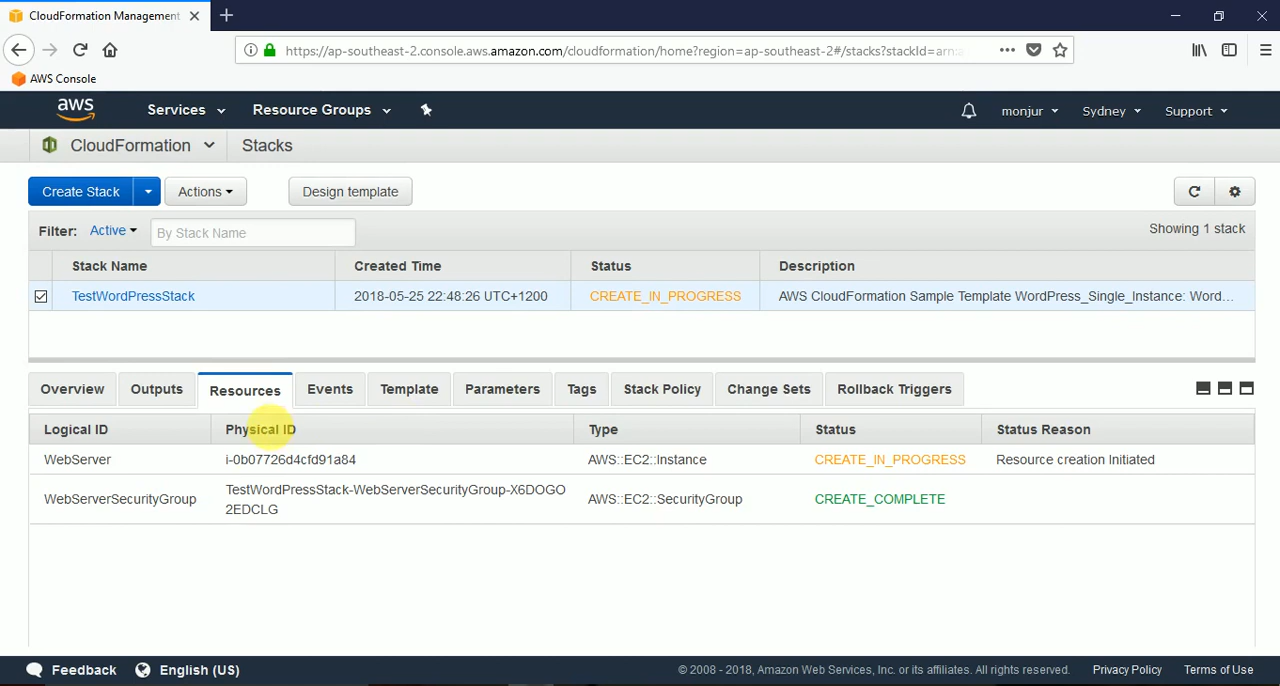 CloudFormation Management
https://ap-southeast-2.console.aws.amazon.com/cloudformation/home?region=ap-southeast-2#/stacks?stackId=arn:a
AWS Console
aws Services Resource Groups monjur Sydney Support
CloudFormation Stacks
Create Stack Actions Design template
Filter: Active By Stack Name Showing 1 stack
Stack Name Created Time Status Description
TestWordPressStack 2018-05-25 22:48:26 UTC+1200 CREATE_IN_PROGRESS AWS CloudFormation Sample Template WordPress_Single_Instance: Word...
Overview Outputs Resources Events Template Parameters Tags Stack Policy Change Sets Rollback Triggers
Logical ID Physical ID Type Status Status Reason
WebServer i-0b07726d4cfd91a84 AWS::EC2::Instance CREATE_IN_PROGRESS Resource creation Initiated
WebServerSecurityGroup TestWordPressStack-WebServerSecurityGroup-X6DOGO
2EDCLG AWS::EC2::SecurityGroup CREATE_COMPLETE
Feedback English (US) © 2008 - 2018, Amazon Web Services, Inc. or its affiliates. All rights reserved. Privacy Policy Terms of Use